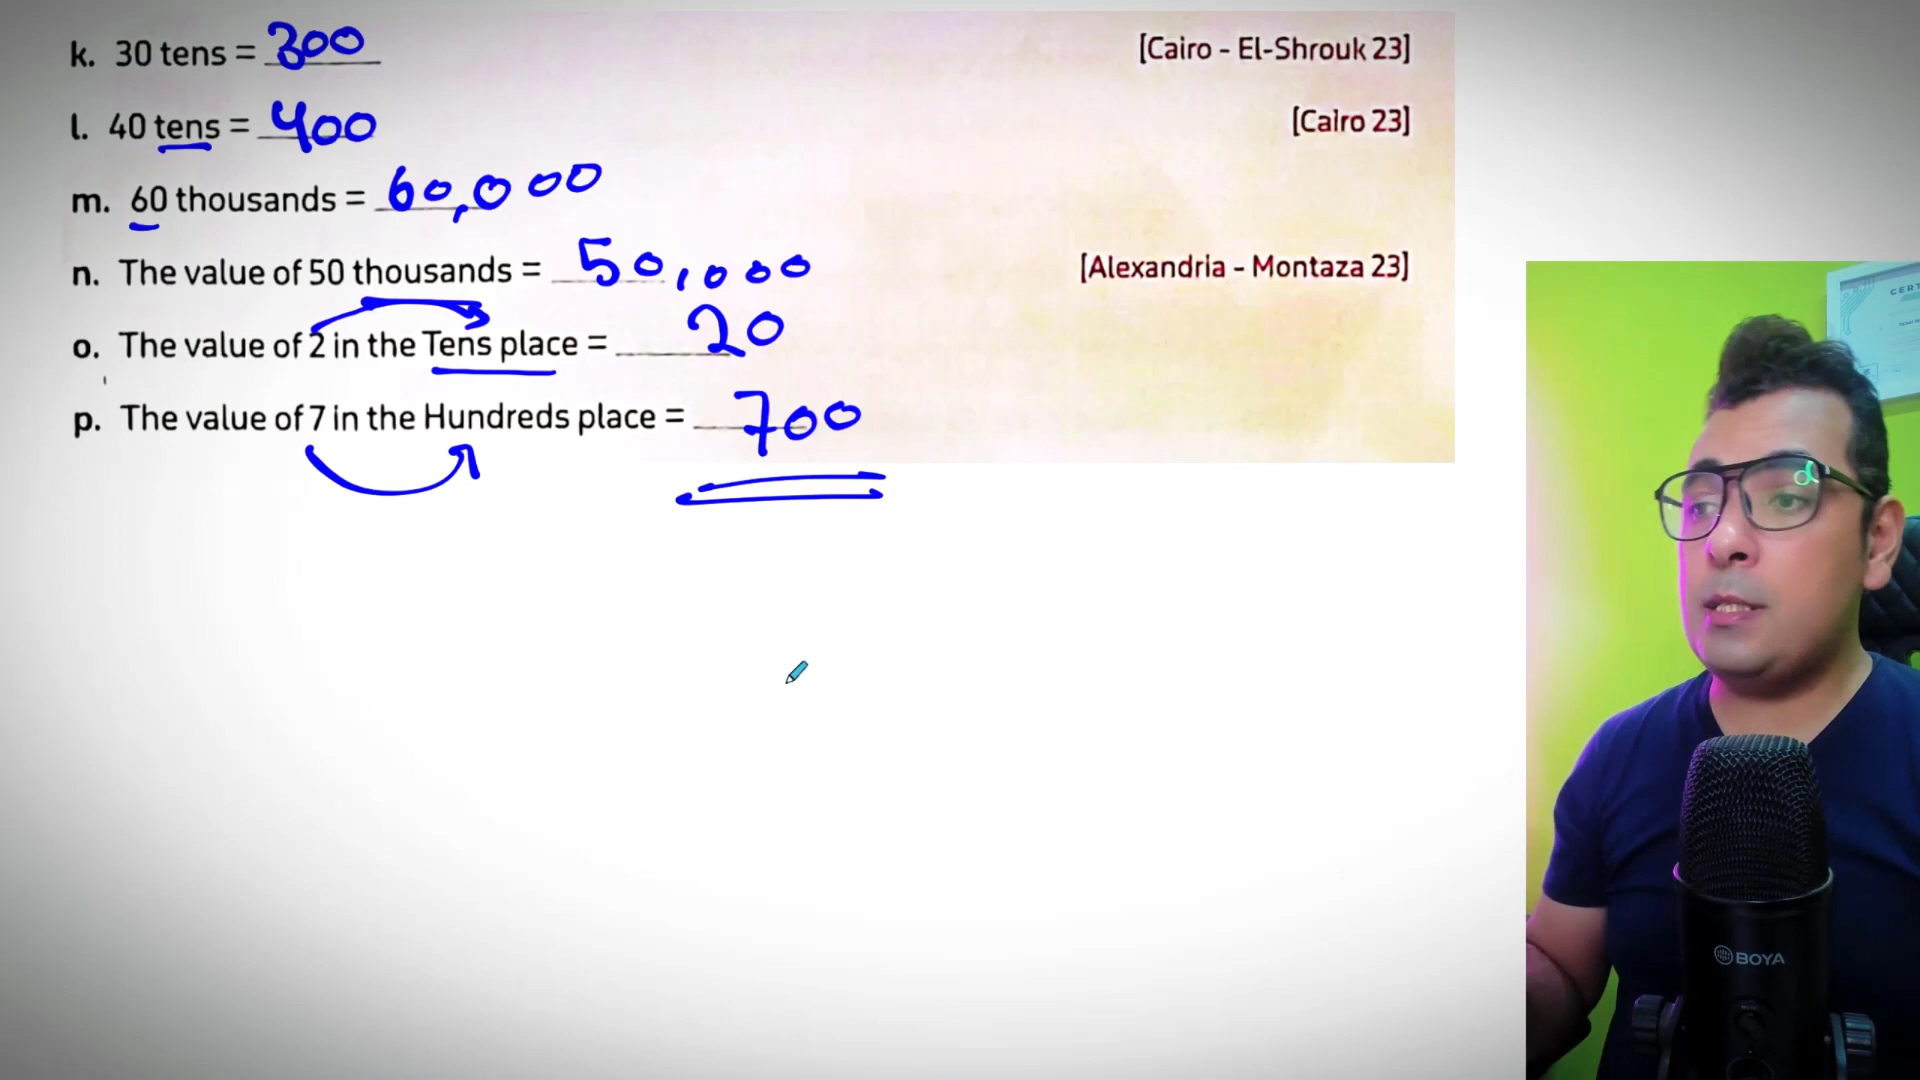 k. 30 tens = 300 [Cairo - El-Shrouk 23]
l. 40 tens = 400 [Cairo 23]
m. 60 thousands = 60,000
n. The value of 50 thousands = 50,000 [Alexandria - Montaza 23]
o. The value of 2 in the Tens place = 20
p. The value of 7 in the Hundreds place = 700
CERT
BOYA